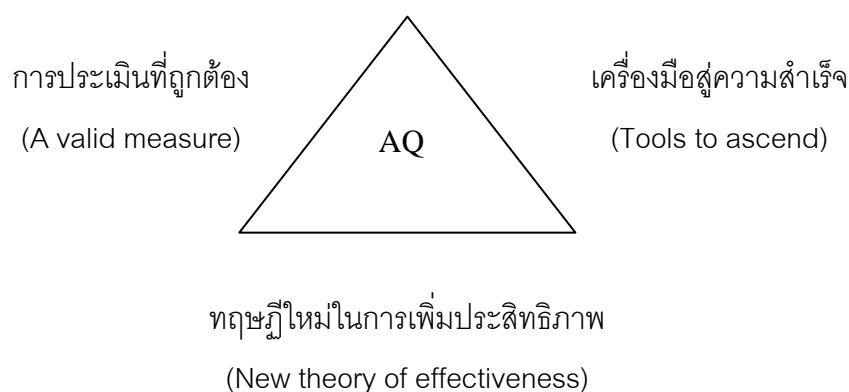 การประเมินที่ถูกต้อง
(A valid measure)
เครื่องมือสู่ความสำเร็จ
(Tools to ascend)
AQ
ทฤษฏีใหม่ในการเพิ่มประสิทธิภาพ
(New theory of effectiveness)